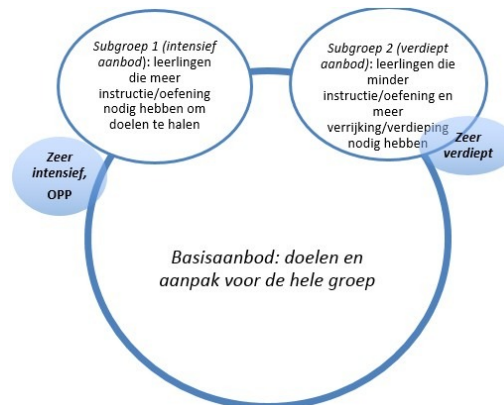 Subgroep 1 (intensief
aanbod): leerlingen
die meer
instructie/oefening
nodig hebben om
doelen te halen
Subgroep 2 (verdiept
aanbod): leerlingen die
minder
instructie/oefening en
meer
verrijking/verdieping
nodig hebben
Zeer
intensief,
OPP
Zeer
verdiept
Basisaanbod: doelen en
aanpak voor de hele groep